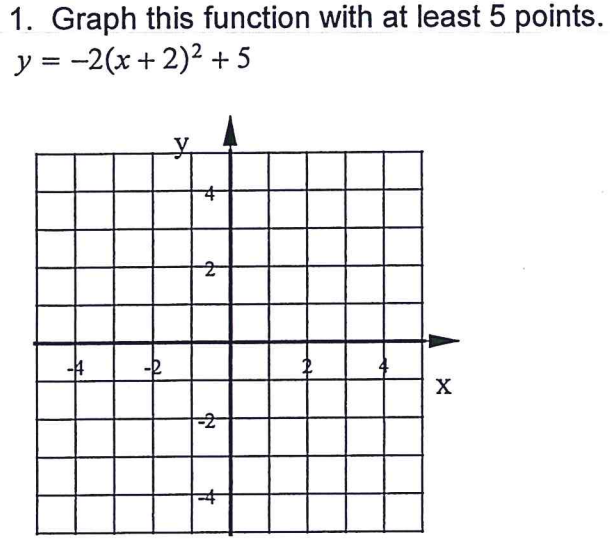 1. Graph this function with at least 5 points.
y = −2(x + 2)² + 5
y
4
2
-4 -2 2 4
x
-2
-4